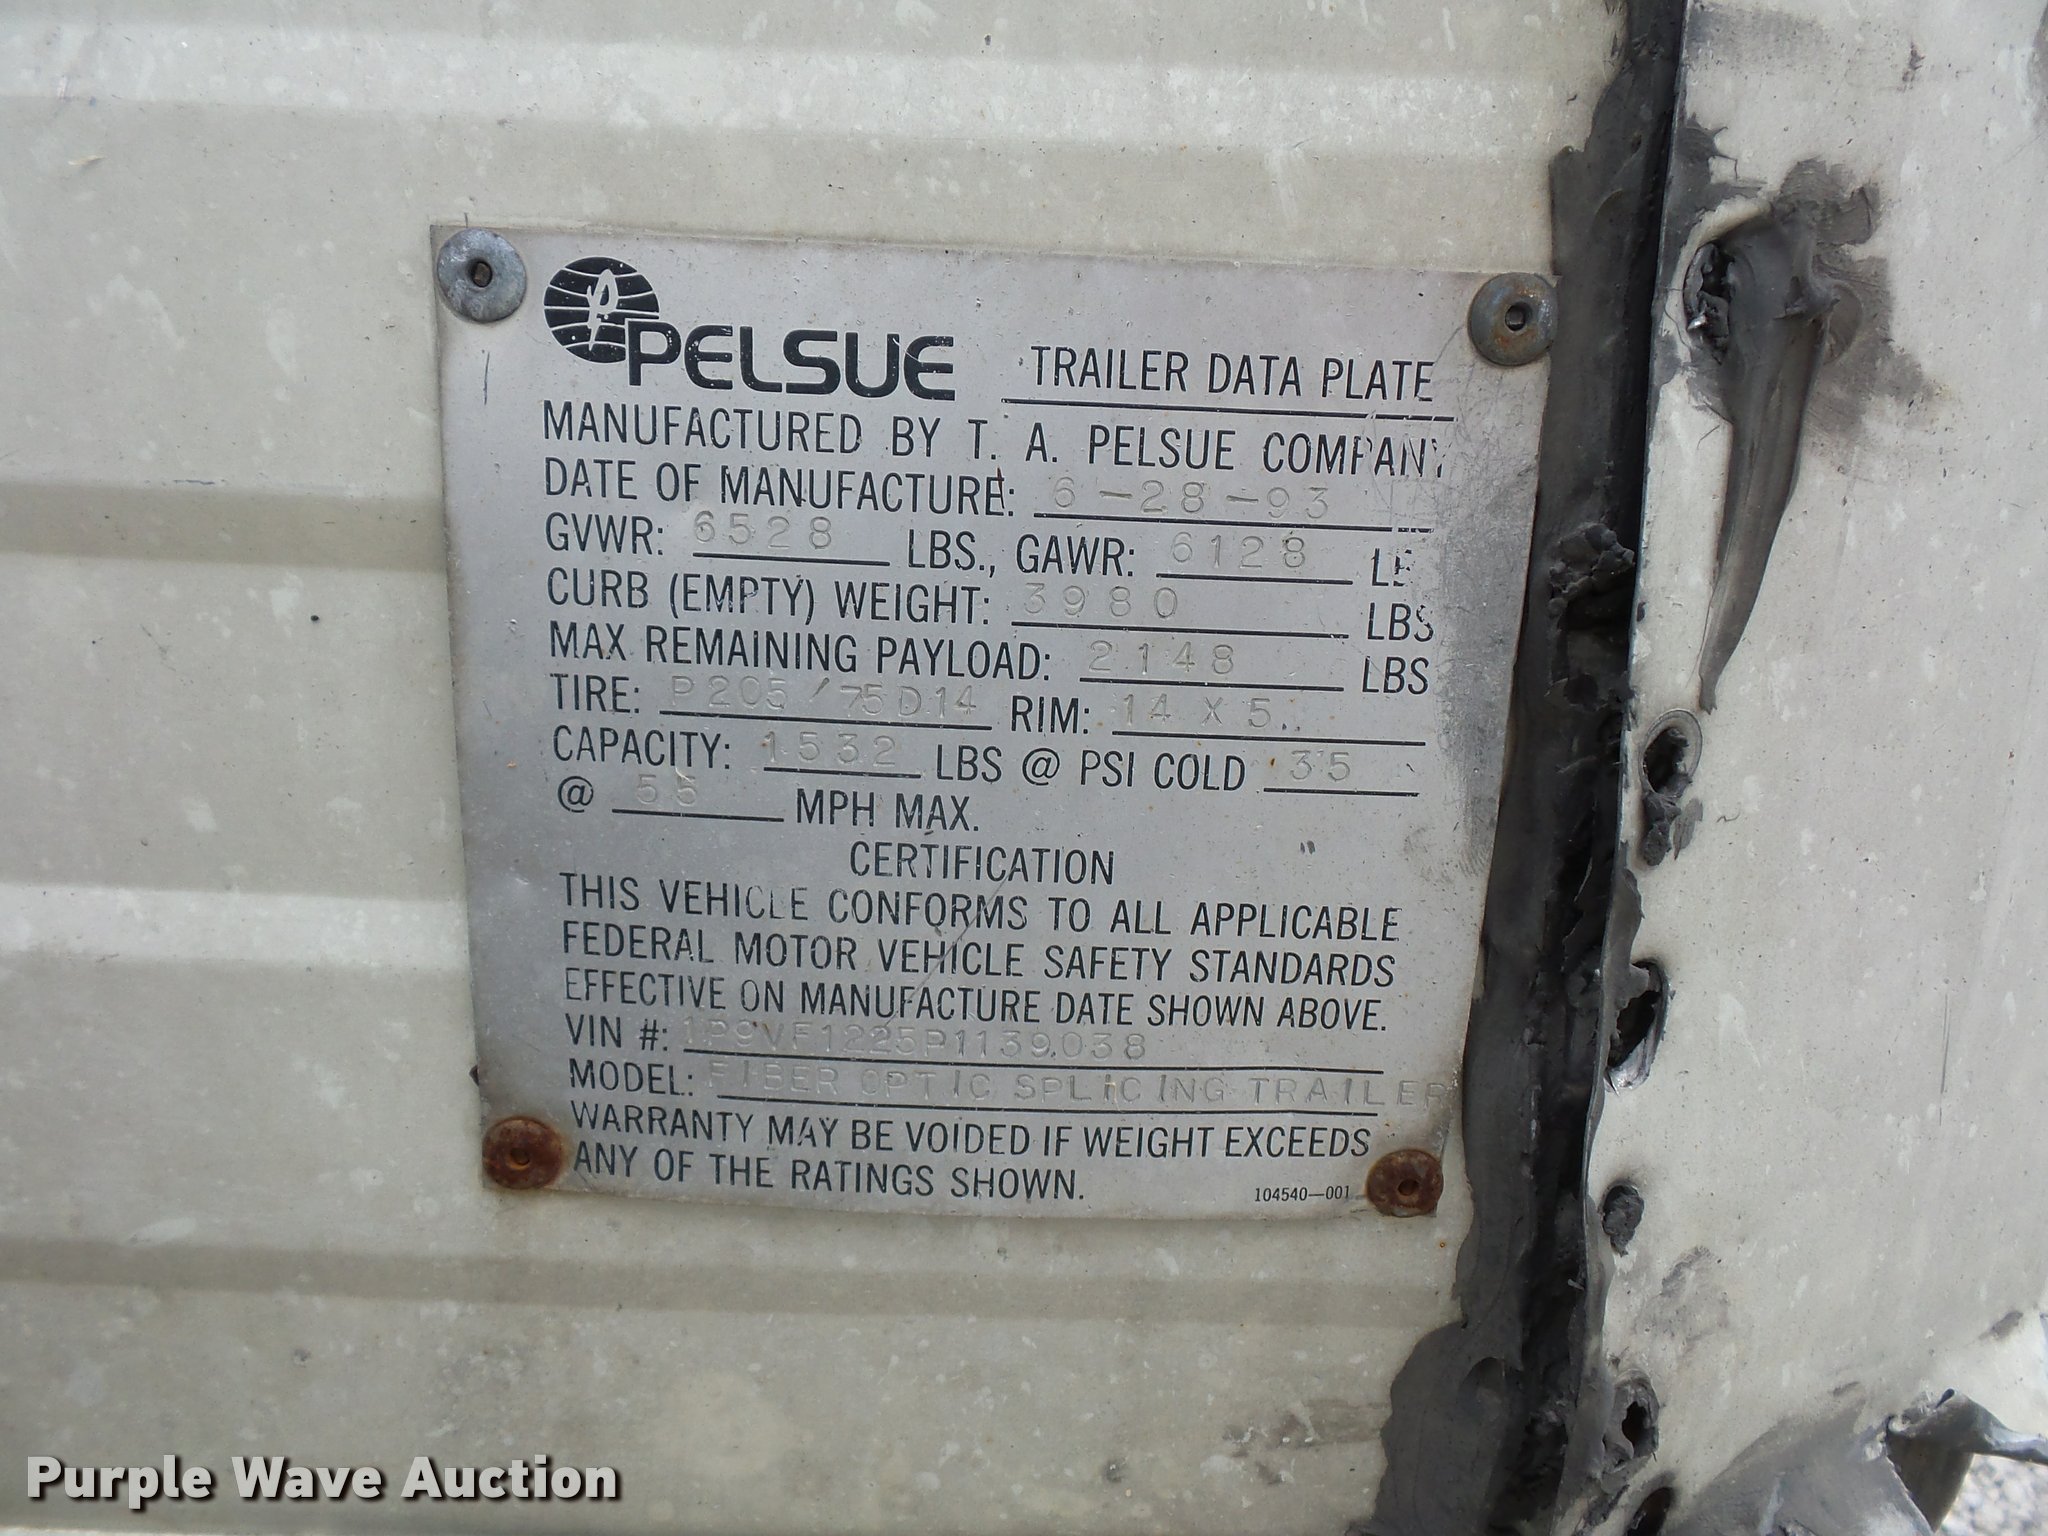 PELSUE TRAILER DATA PLATE
MANUFACTURED BY T. A. PELSUE COMPANY
DATE OF MANUFACTURE: 6-28-93
GVWR: 6528 LBS., GAWR: 6128
CURB (EMPTY) WEIGHT: 3980 LBS
MAX REMAINING PAYLOAD: 2148 LBS
TIRE: P205/75D14 RIM: 14 X 5
CAPACITY: 1532 LBS @ PSI COLD 35
@ 55 MPH MAX.
CERTIFICATION
THIS VEHICLE CONFORMS TO ALL APPLICABLE
FEDERAL MOTOR VEHICLE SAFETY STANDARDS
EFFECTIVE ON MANUFACTURE DATE SHOWN ABOVE.
VIN #: 1P9VF1225P1139038
MODEL: FIBER OPTIC SPLICING TRAILER
WARRANTY MAY BE VOIDED IF WEIGHT EXCEEDS
ANY OF THE RATINGS SHOWN.
104540-001
Purple Wave Auction